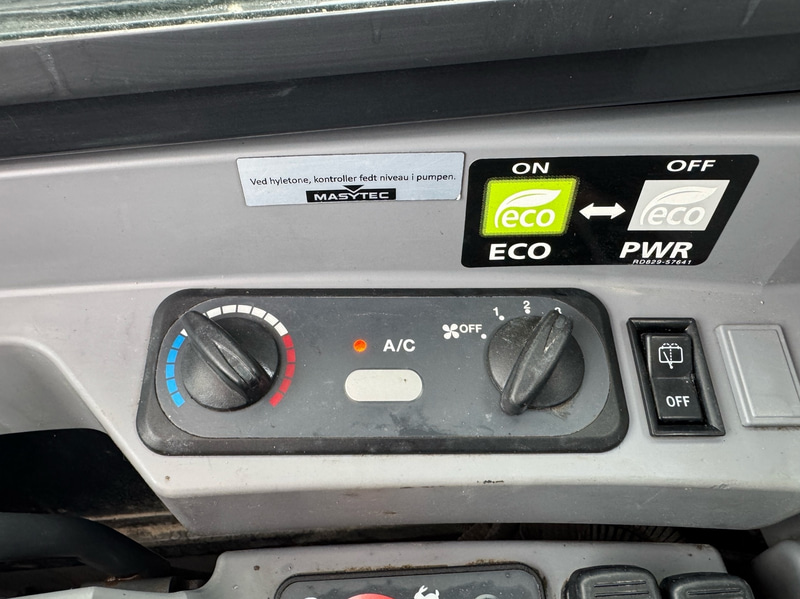 Ved hyletone, kontroller fedt niveau i pumpen.
MASYTEC
ON OFF
eco eco
ECO PWR
RD829-57641
OFF 1 2 3
A/C
OFF